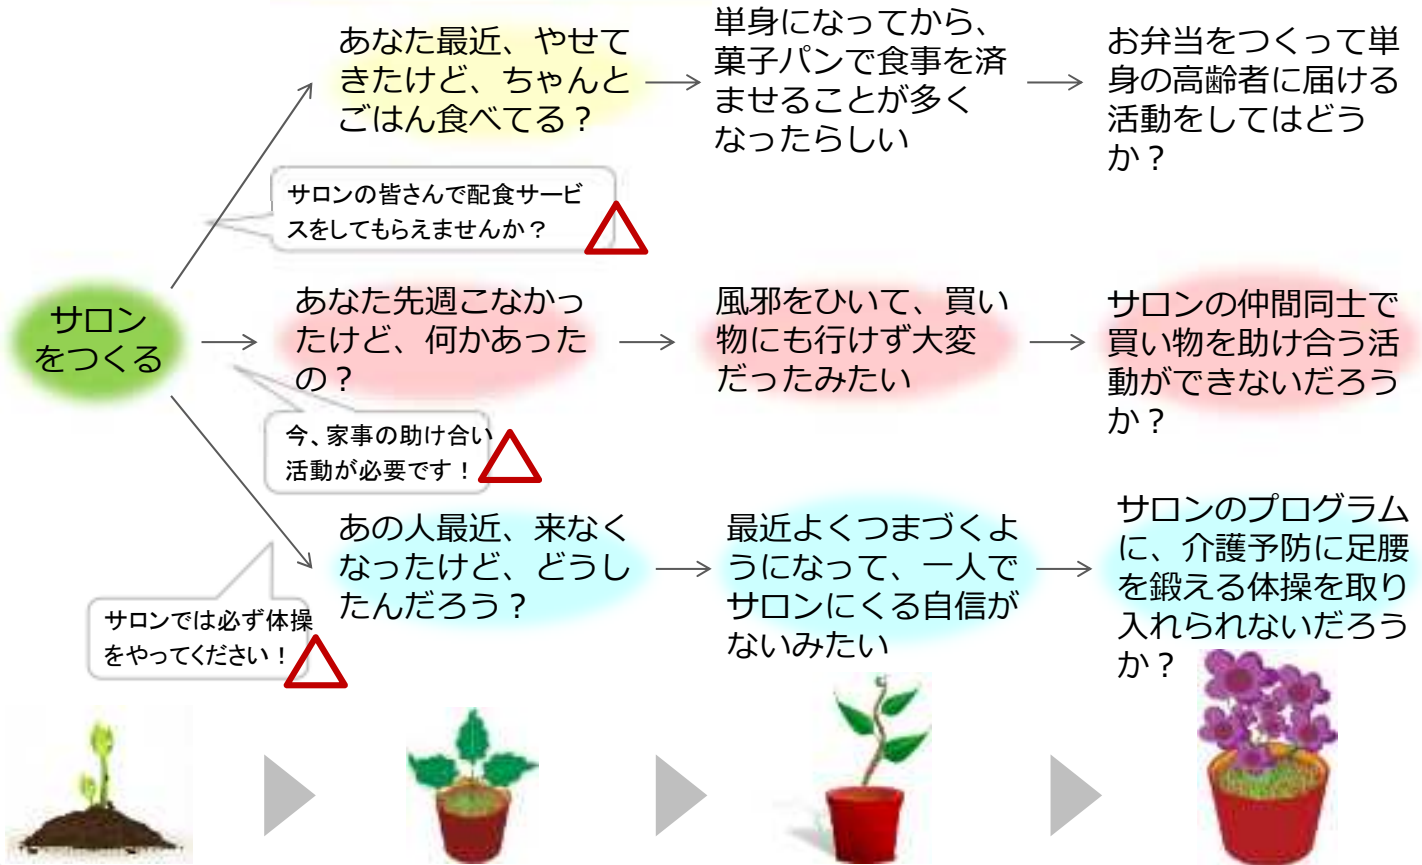 あなた最近、やせて
きたけど、ちゃんと
ごはん食べてる？
単身になってから、
菓子パンで食事を済
ませることが多く
なったらしい
お弁当をつくって単
身の高齢者に届ける
活動をしてはどう
か？
サロンの皆さんで配食サービ
スをしてもらえませんか？
サロン
をつくる
あなた先週こなかっ
たけど、何かあった
の？
風邪をひいて、買い
物にも行けず大変
だったみたい
サロンの仲間同士で
買い物を助け合う活
動ができないだろう
か？
今、家事の助け合い
活動が必要です！
あの人最近、来なく
なったけど、どうし
たんだろう？
最近よくつまづくよ
うになって、一人で
サロンにくる自信が
ないみたい
サロンのプログラム
に、介護予防に足腰
を鍛える体操を取り
入れられないだろう
か？
サロンでは必ず体操
をやってください！